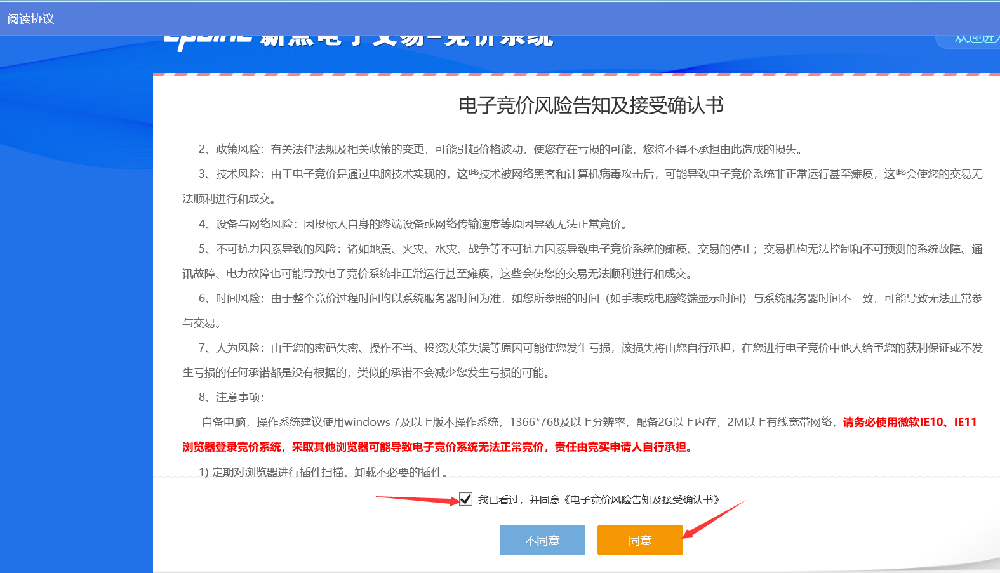 阅读协议
新点电子交易-竞价系统
欢迎进
电子竞价风险告知及接受确认书
2、政策风险：有关法律法规及相关政策的变更，可能引起价格波动，使您存在亏损的可能，您将不得不承担由此造成的损失。
3、技术风险：由于电子竞价是通过电脑技术实现的，这些技术被网络黑客和计算机病毒攻击后，可能导致电子竞价系统非正常运行甚至瘫痪，这些会使您的交易无
法顺利进行和成交。
4、设备与网络风险：因投标人自身的终端设备或网络传输速度等原因导致无法正常竞价。
5、不可抗力因素导致的风险：诸如地震、火灾、水灾、战争等不可抗力因素导致电子竞价系统的瘫痪、交易的停止；交易机构无法控制和不可预测的系统故障、通
讯故障、电力故障也可能导致电子竞价系统非正常运行甚至瘫痪，这些会使您的交易无法顺利进行和成交。
6、时间风险：由于整个竞价过程时间均以系统服务器时间为准，如您所参照的时间（如手表或电脑终端显示时间）与系统服务器时间不一致，可能导致无法正常参
与交易。
7、人为风险：由于您的密码失密、操作不当、投资决策失误等原因可能使您发生亏损，该损失将由您自行承担，在您进行电子竞价中他人给予您的获利保证或不发
生亏损的任何承诺都是没有根据的，类似的承诺不会减少您发生亏损的可能。
8、注意事项：
自备电脑，操作系统建议使用windows 7及以上版本操作系统，1366*768及以上分辨率，配备2G以上内存，2M以上有线宽带网络，请务必使用微软IE10、IE11
浏览器登录竞价系统，采取其他浏览器可能导致电子竞价系统无法正常竞价，责任由竞买申请人自行承担。
1) 定期对浏览器进行插件扫描，卸载不必要的插件。
我已看过，并同意《电子竞价风险告知及接受确认书》
不同意
同意